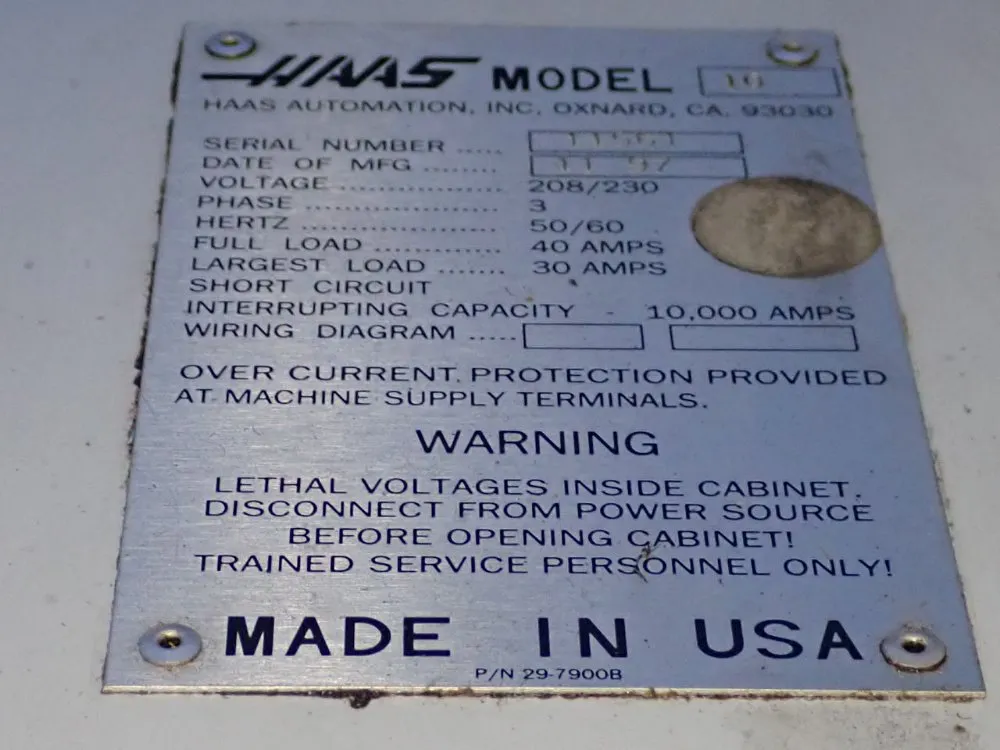 HAAS MODEL
HAAS AUTOMATION, INC. OXNARD, CA. 93030
SERIAL NUMBER .....
DATE OF MFG ........ 11 97
VOLTAGE .................. 208/230
PHASE ...................... 3
HERTZ ...................... 50/60
FULL LOAD .............. 40 AMPS
LARGEST LOAD ....... 30 AMPS
SHORT CIRCUIT
INTERRUPTING CAPACITY - 10,000 AMPS
WIRING DIAGRAM .....
OVER CURRENT PROTECTION PROVIDED
AT MACHINE SUPPLY TERMINALS.
WARNING
LETHAL VOLTAGES INSIDE CABINET.
DISCONNECT FROM POWER SOURCE
BEFORE OPENING CABINET!
TRAINED SERVICE PERSONNEL ONLY!
MADE IN USA
P/N 29-7900B